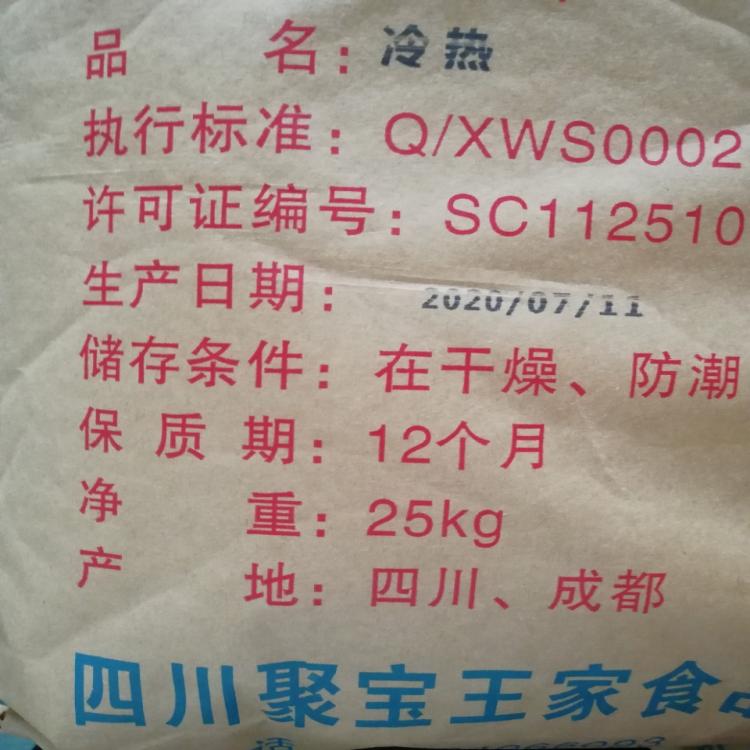 品 名：冷热
执行标准：Q/XWS0002
许可证编号：SC112510
生产日期：2020/07/11
储存条件：在干燥、防潮
保质期：12个月
净 重：25kg
产 地：四川、成都
四川聚宝王家食